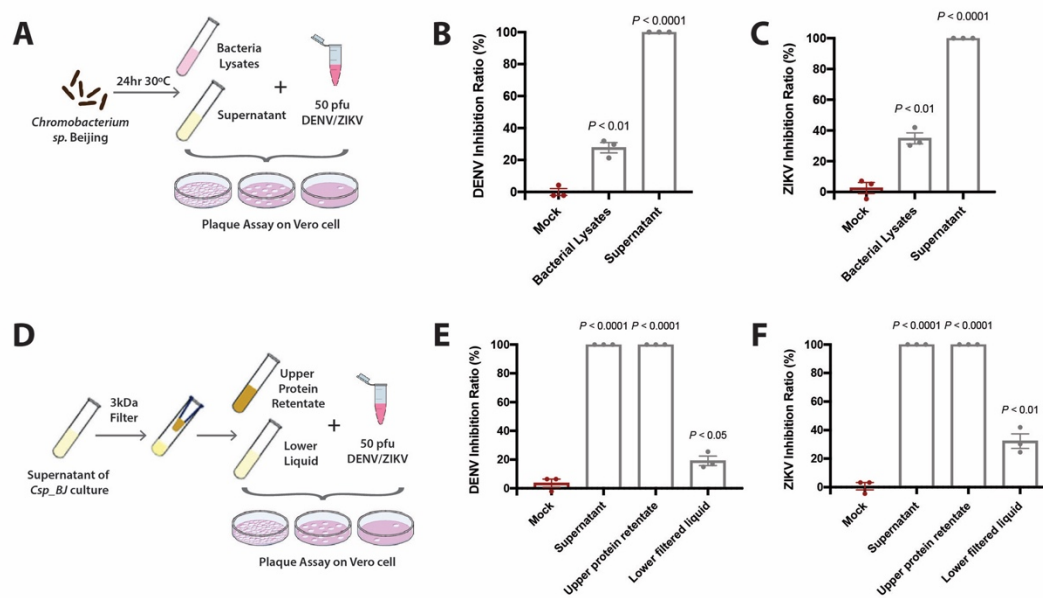 A
Bacteria
Lysates
24hr 30°C
+
Chromobacterium
sp. Beijing
Supernatant
50 pfu
DENV/ZIKV
Plaque Assay on Vero cell
B
DENV Inhibition Ratio (%)
100
80
60
40
20
0
P < 0.01
P < 0.0001
Mock
Bacterial Lysates
Supernatant
C
ZIKV Inhibition Ratio (%)
100
80
60
40
20
0
P < 0.01
P < 0.0001
Mock
Bacterial Lysates
Supernatant
D
3kDa
Filter
Supernatant of
Csp_BJ culture
Upper
Protein
Retentate
+
Lower
Liquid
50 pfu
DENV/ZIKV
Plaque Assay on Vero cell
E
DENV Inhibition Ratio (%)
100
80
60
40
20
0
P < 0.0001 P < 0.0001
P < 0.05
Mock
Supernatant
Upper protein retentate
Lower filtered liquid
F
ZIKV Inhibition Ratio (%)
100
80
60
40
20
0
P < 0.0001 P < 0.0001
P < 0.01
Mock
Supernatant
Upper protein retentate
Lower filtered liquid